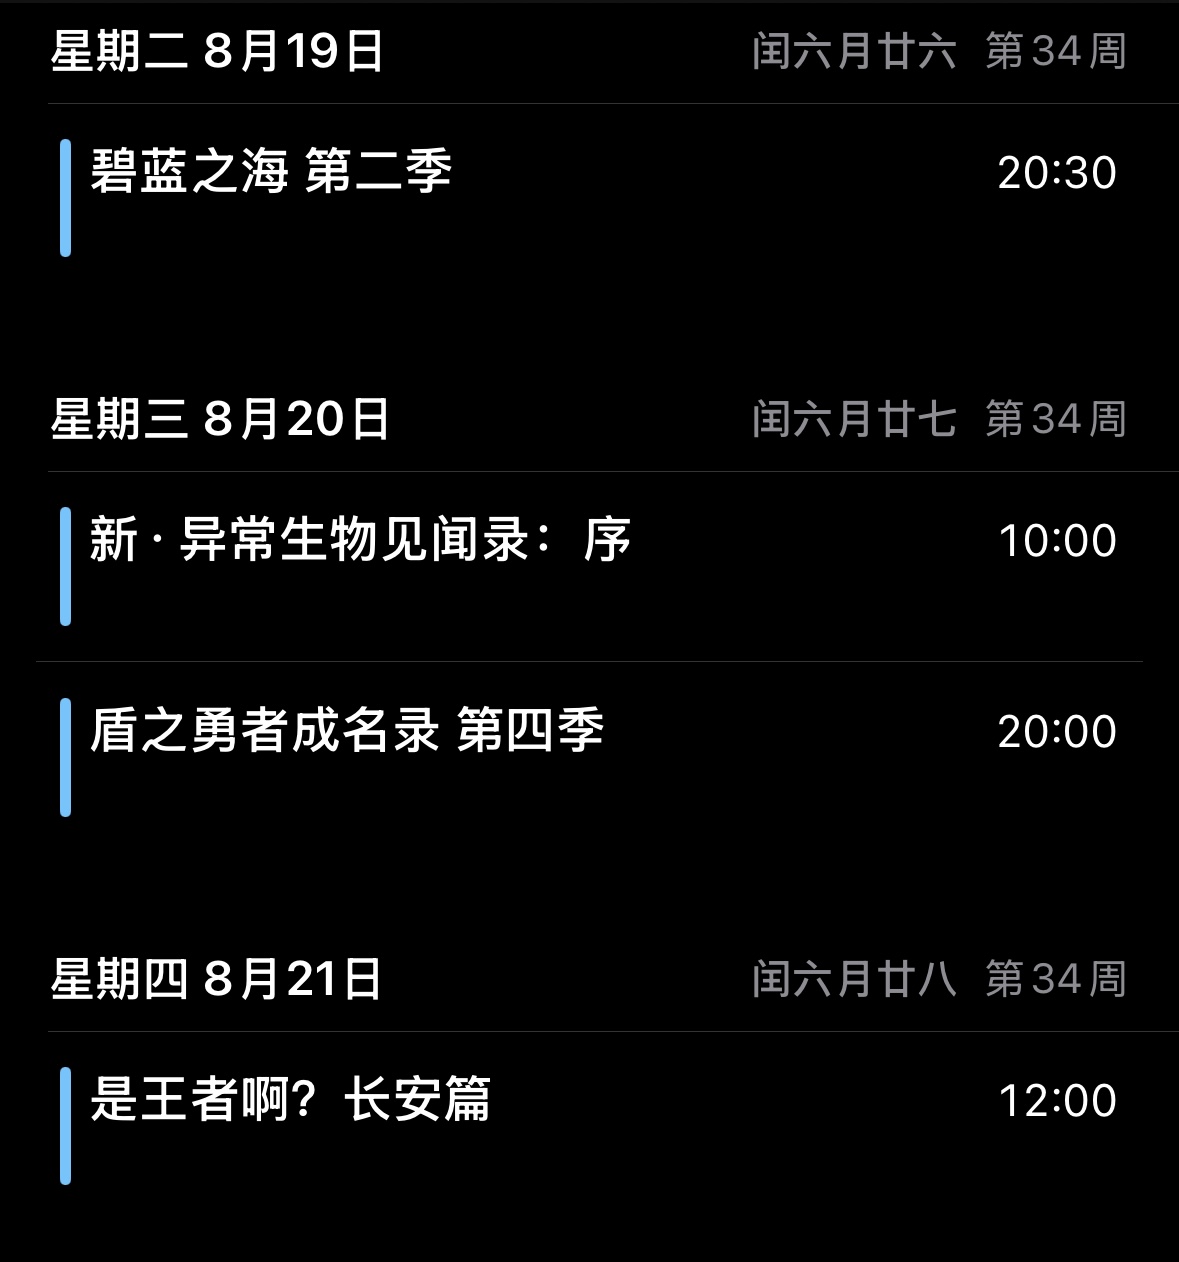 星期二 8月19日 闰六月廿六 第34周
碧蓝之海 第二季 20:30
星期三 8月20日 闰六月廿七 第34周
新·异常生物见闻录：序 10:00
盾之勇者成名录 第四季 20:00
星期四 8月21日 闰六月廿八 第34周
是王者啊？长安篇 12:00